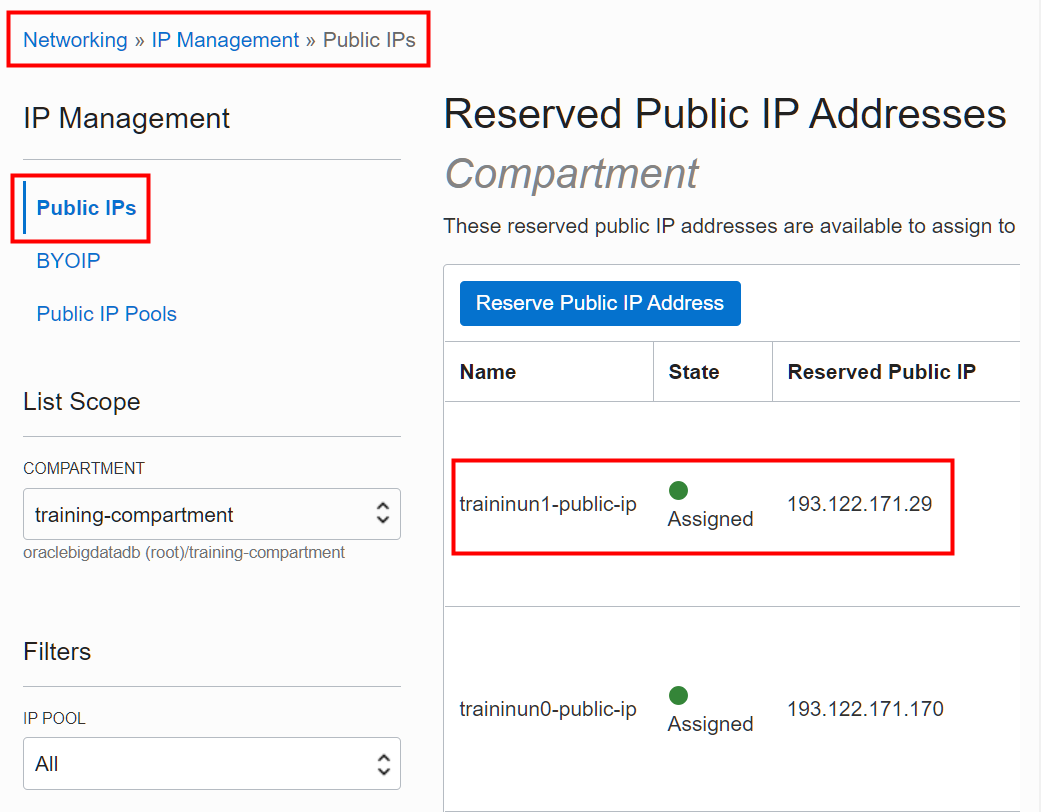 Networking » IP Management » Public IPs
IP Management
Public IPs
BYOIP
Public IP Pools
List Scope
COMPARTMENT
training-compartment
oraclebigdatadb (root)/training-compartment
Filters
IP POOL
All
Reserved Public IP Addresses
Compartment
These reserved public IP addresses are available to assign to
Reserve Public IP Address
Name State Reserved Public IP
traininun1-public-ip Assigned 193.122.171.29
traininun0-public-ip Assigned 193.122.171.170